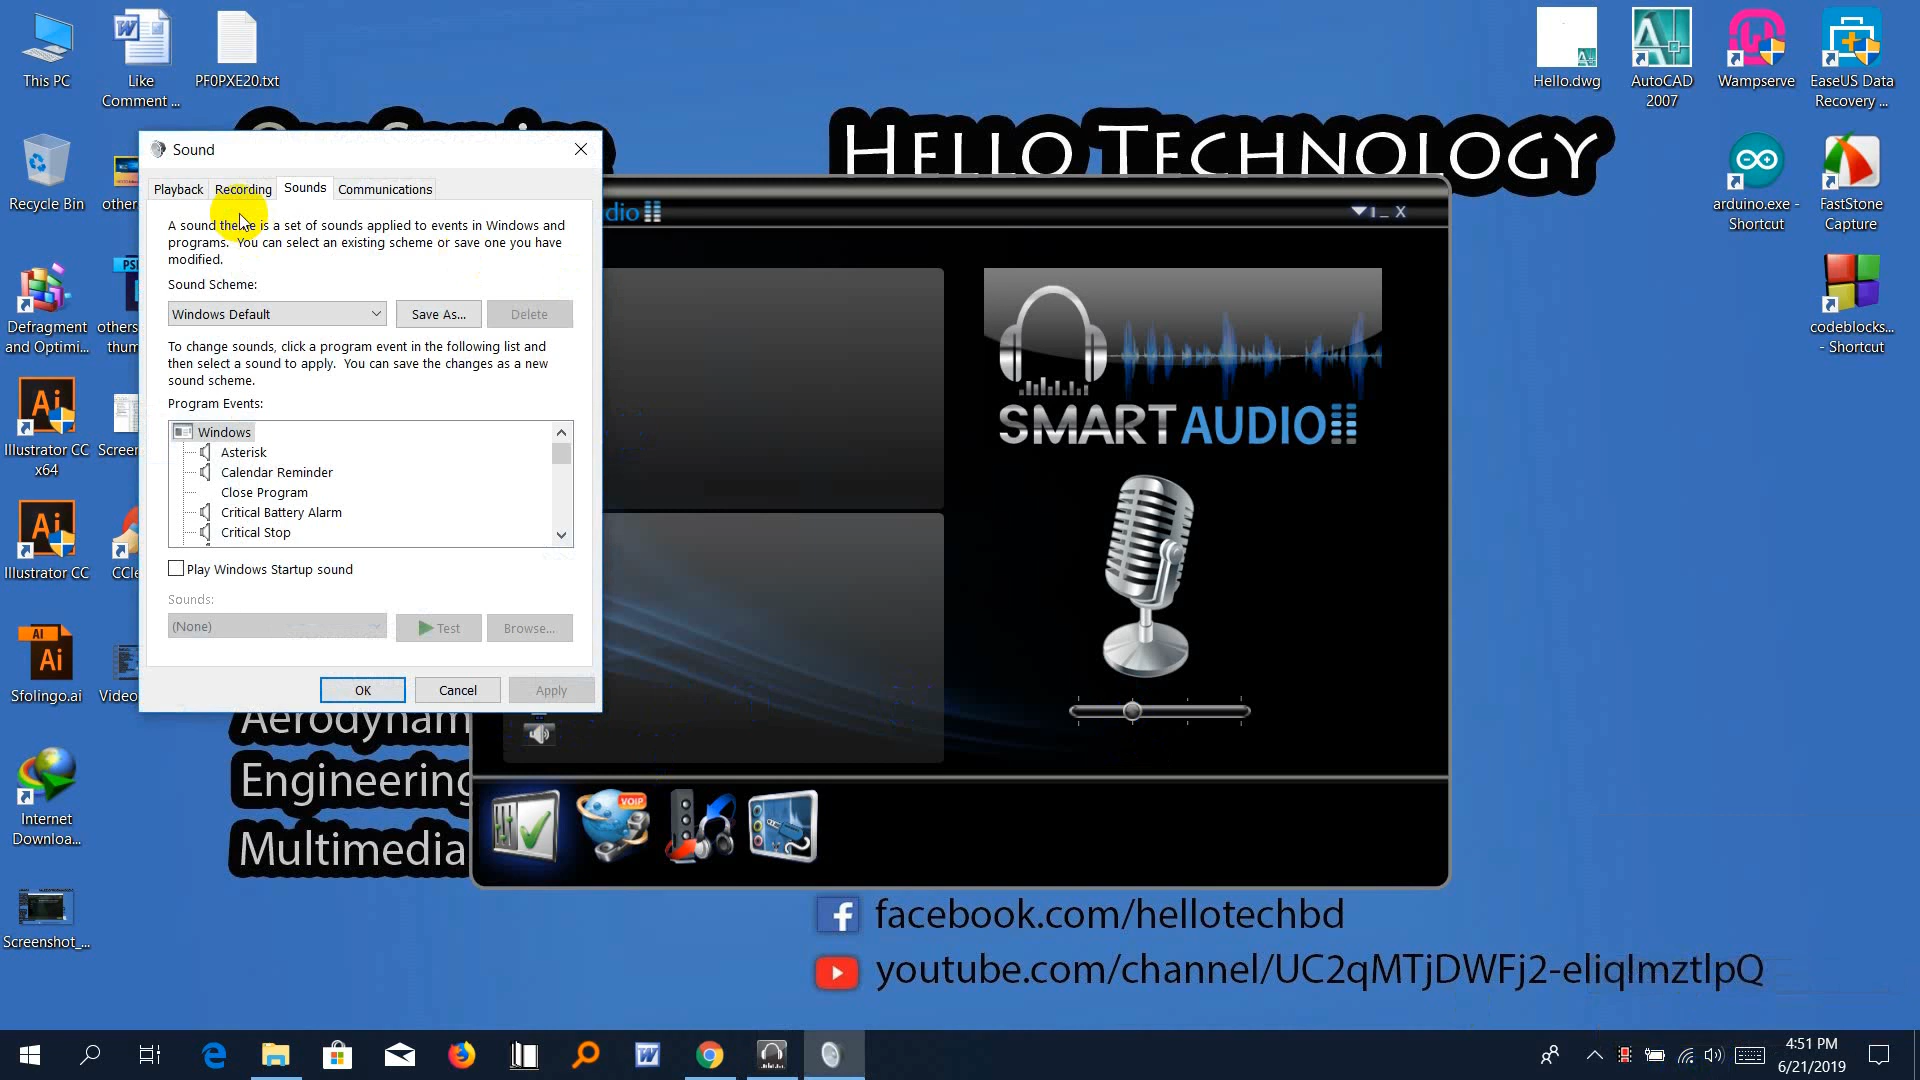 This PC
Like
Comment ...
PF0PXE20.txt
Hello.dwg
AutoCAD
2007
Wampserve
EaseUS Data
Recovery ...
HELLO TECHNOLOGY
Recycle Bin
arduino.exe -
Shortcut
FastStone
Capture
codeblocks...
- Shortcut
Defragment
and Optimi...
Illustrator CC
x64
Illustrator CC
Sfolingo.ai
Video
Internet
Downloa...
Screenshot_...
Sound
Playback
Recording
Sounds
Communications
A sound theme is a set of sounds applied to events in Windows and
programs. You can select an existing scheme or save one you have
modified.
Sound Scheme:
Windows Default
Save As...
Delete
To change sounds, click a program event in the following list and
then select a sound to apply. You can save the changes as a new
sound scheme.
Program Events:
Windows
Asterisk
Calendar Reminder
Close Program
Critical Battery Alarm
Critical Stop
Play Windows Startup sound
Sounds:
(None)
Test
Browse...
OK
Cancel
Apply
dio
SMARTAUDIO
VOIP
Engineering
Multimedia
facebook.com/hellotechbd
youtube.com/channel/UC2qMTjDWFj2-eliqImztlpQ
4:51 PM
6/21/2019